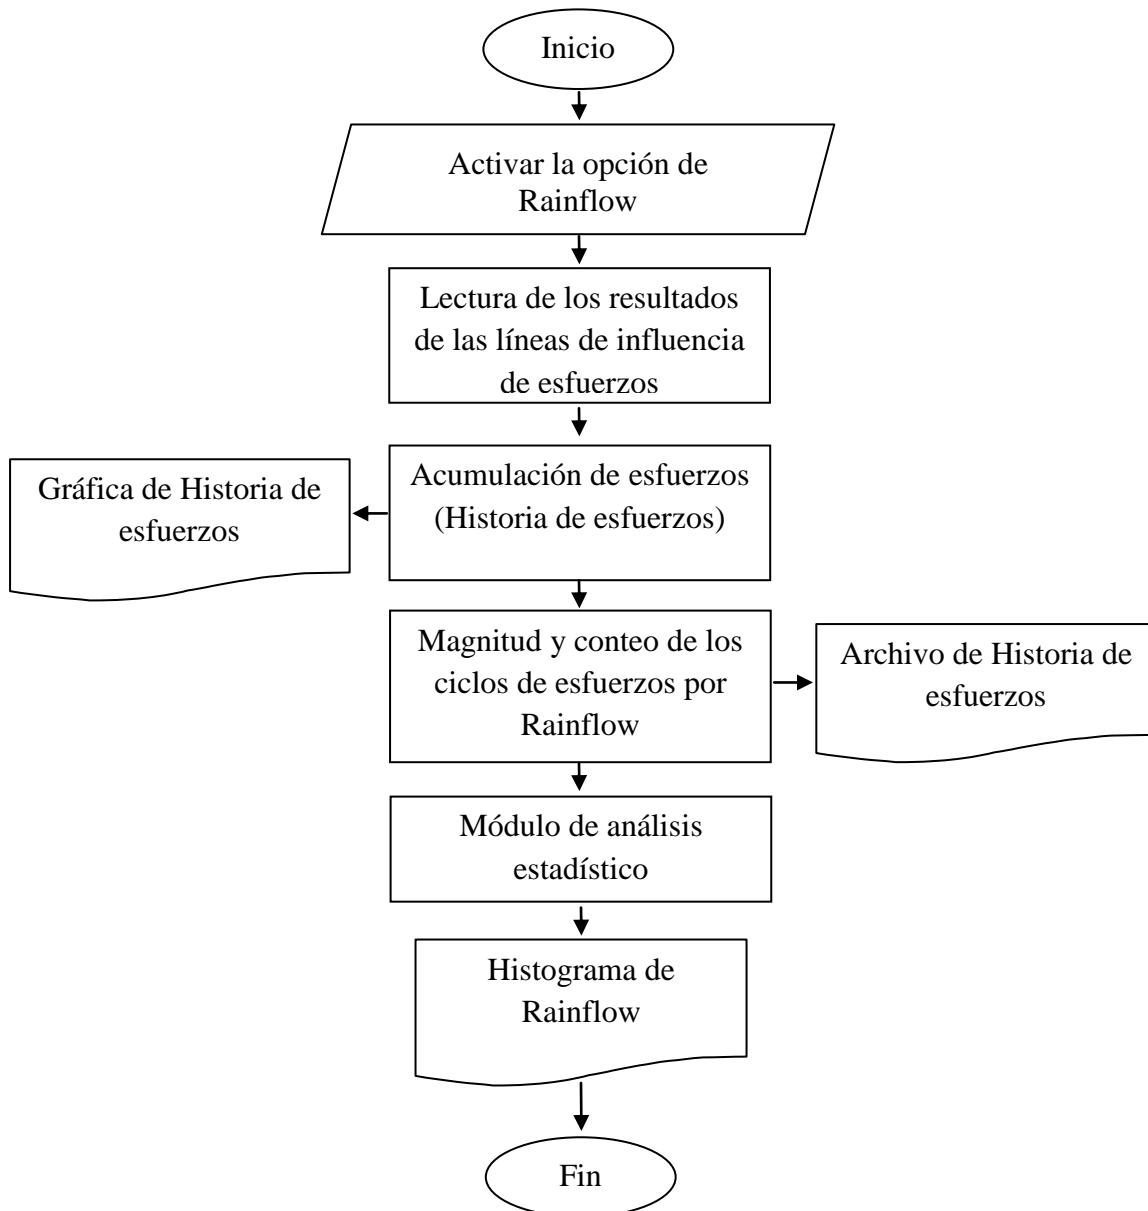 Inicio
Activar la opción de
Rainflow
Lectura de los resultados
de las líneas de influencia
de esfuerzos
Gráfica de Historia de
esfuerzos
Acumulación de esfuerzos
(Historia de esfuerzos)
Magnitud y conteo de los
ciclos de esfuerzos por
Rainflow
Archivo de Historia de
esfuerzos
Módulo de análisis
estadístico
Histograma de
Rainflow
Fin